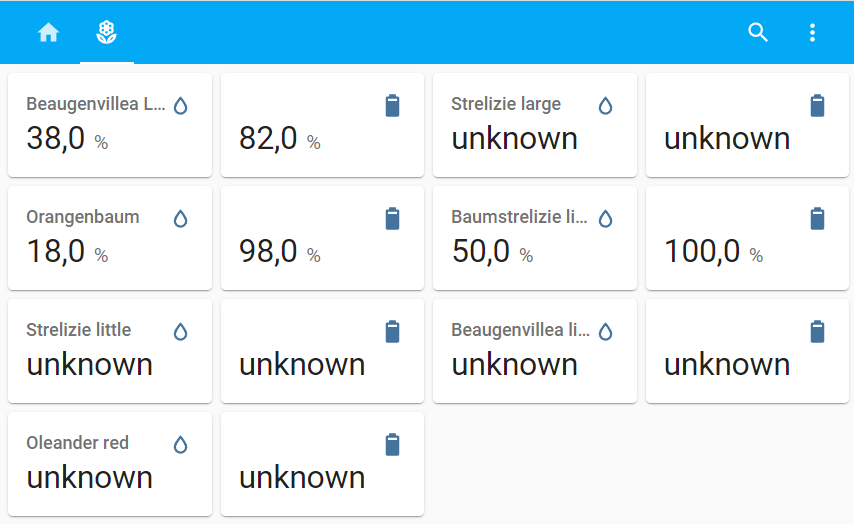 Beaugenvillea L...
38,0 %
82,0 %
Strelizie large
unknown
unknown
Orangenbaum
18,0 %
98,0 %
Baumstrelizie li...
50,0 %
100,0 %
Strelizie little
unknown
unknown
Beaugenvillea li...
unknown
unknown
Oleander red
unknown
unknown